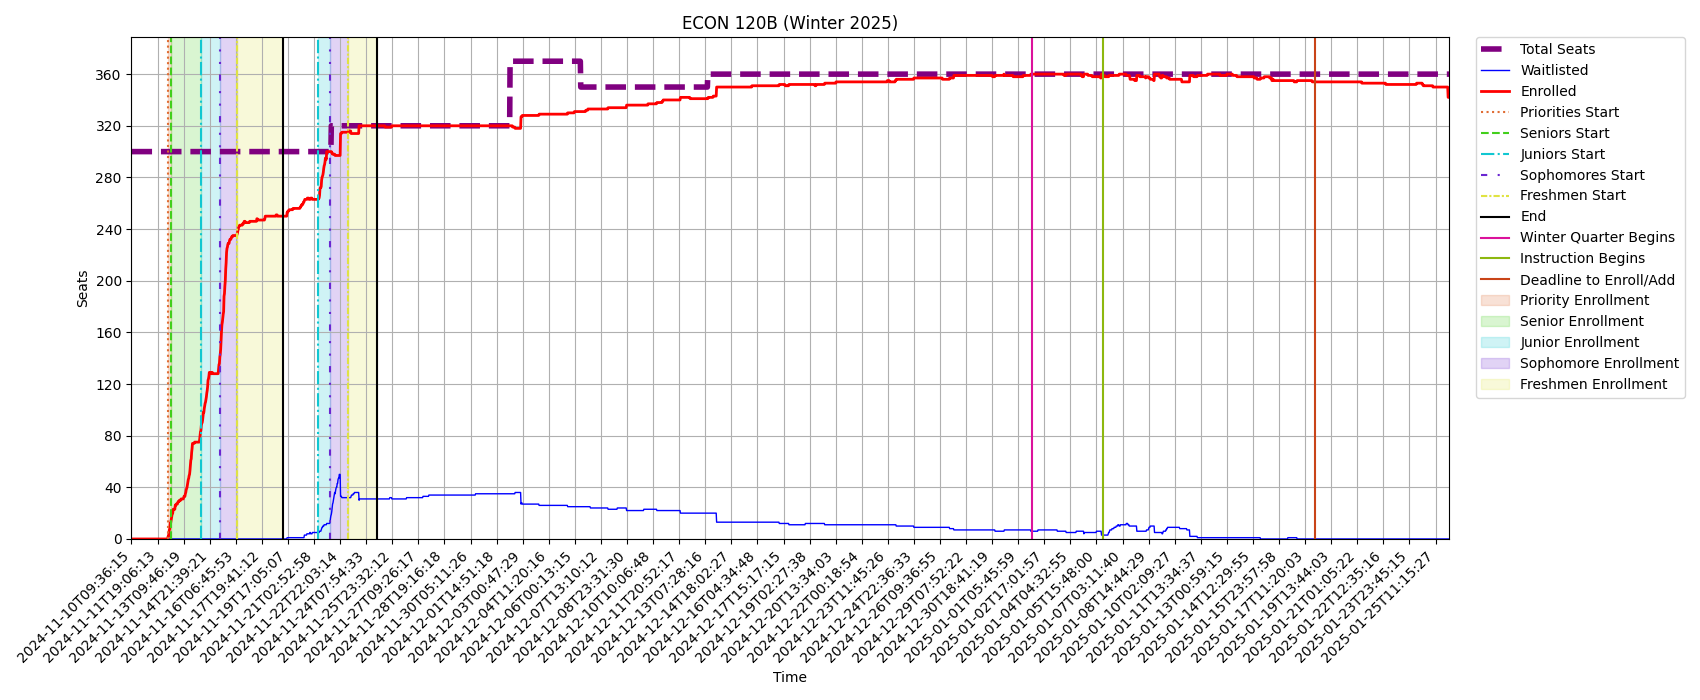 ECON 120B (Winter 2025)
Seats
360
320
280
240
200
160
120
80
40
0
2024-11-10T09:36:15
2024-11-11T19:06:13
2024-11-13T09:46:19
2024-11-14T21:39:21
2024-11-16T06:45:53
2024-11-17T19:41:12
2024-11-19T17:05:07
2024-11-21T02:52:58
2024-11-22T22:03:14
2024-11-24T07:54:33
2024-11-25T23:32:12
2024-11-27T09:26:17
2024-11-28T19:16:18
2024-11-30T05:11:26
2024-12-01T14:51:18
2024-12-03T00:47:29
2024-12-04T11:20:16
2024-12-06T00:13:15
2024-12-07T13:10:12
2024-12-08T23:31:30
2024-12-10T10:06:48
2024-12-11T20:52:17
2024-12-13T07:28:16
2024-12-14T18:02:27
2024-12-16T04:34:48
2024-12-17T15:17:15
2024-12-19T02:27:38
2024-12-20T13:34:03
2024-12-22T00:18:54
2024-12-23T11:45:26
2024-12-24T22:36:33
2024-12-26T09:36:55
2024-12-29T07:52:22
2024-12-30T18:41:19
2025-01-01T05:45:59
2025-01-02T17:01:57
2025-01-04T04:32:55
2025-01-05T15:48:00
2025-01-07T03:11:40
2025-01-08T14:44:29
2025-01-10T02:09:27
2025-01-11T13:34:37
2025-01-13T00:59:15
2025-01-14T12:29:55
2025-01-15T23:57:58
2025-01-17T11:20:03
2025-01-19T13:44:03
2025-01-21T01:05:22
2025-01-22T12:35:16
2025-01-23T23:45:15
2025-01-25T11:15:27
Time
Total Seats
Waitlisted
Enrolled
Priorities Start
Seniors Start
Juniors Start
Sophomores Start
Freshmen Start
End
Winter Quarter Begins
Instruction Begins
Deadline to Enroll/Add
Priority Enrollment
Senior Enrollment
Junior Enrollment
Sophomore Enrollment
Freshmen Enrollment